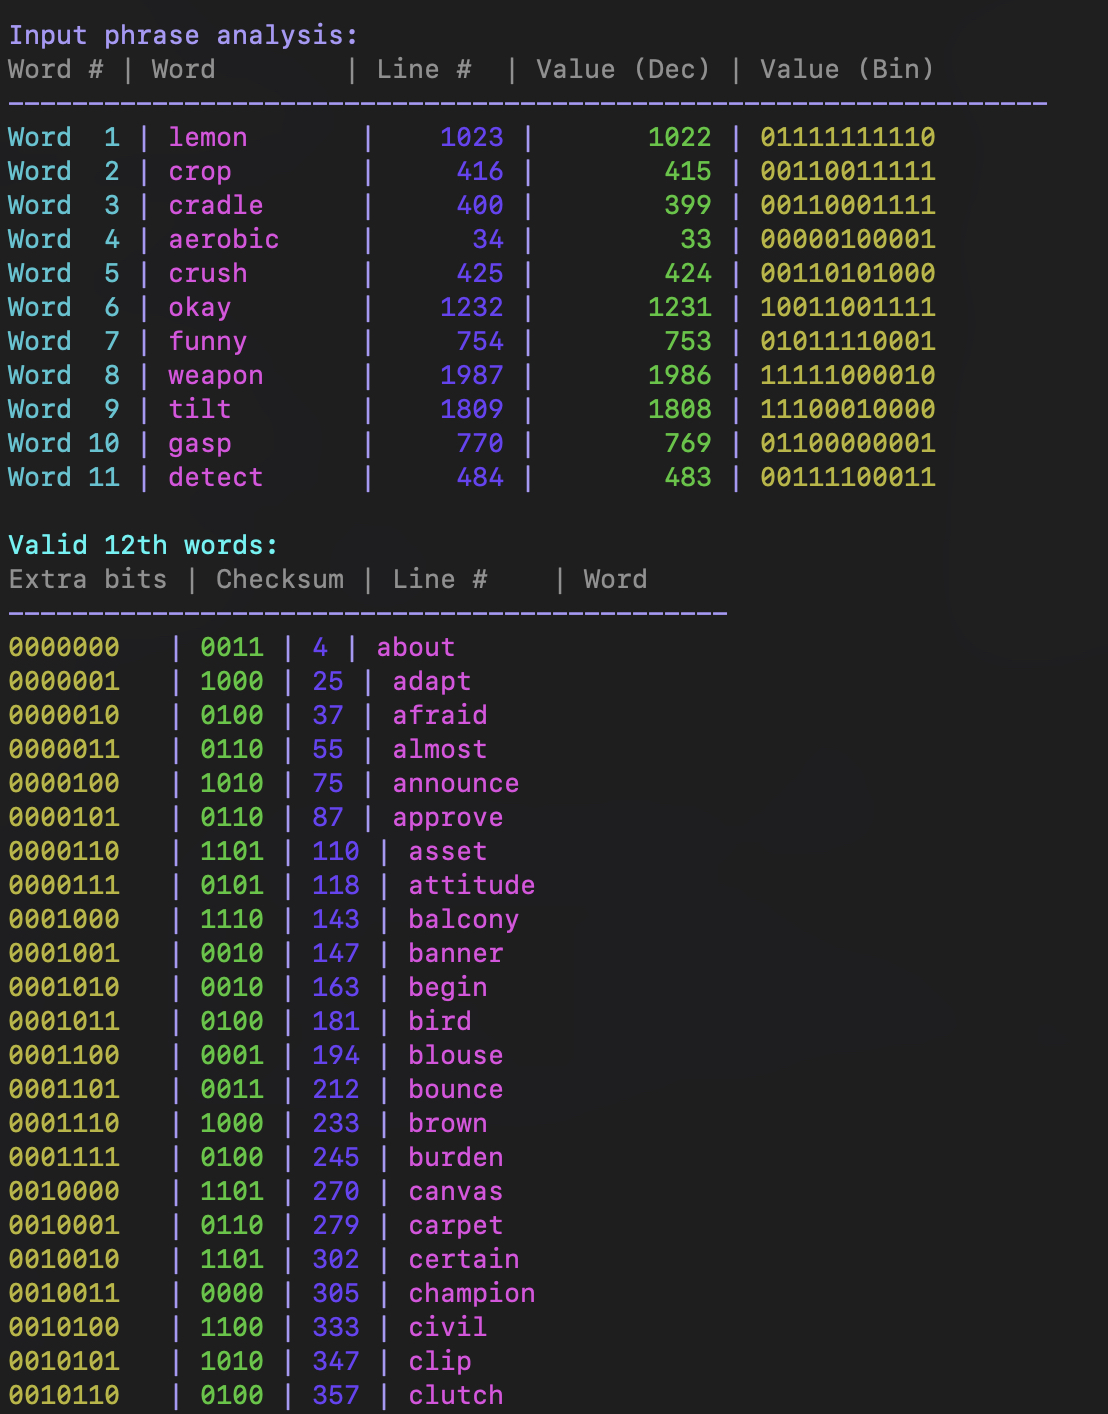 Input phrase analysis:
Word # | Word | Line # | Value (Dec) | Value (Bin)
Word 1 | lemon | 1023 | 1022 | 01111111110
Word 2 | crop | 416 | 415 | 00110011111
Word 3 | cradle | 400 | 399 | 00110001111
Word 4 | aerobic | 34 | 33 | 00000100001
Word 5 | crush | 425 | 424 | 00110101000
Word 6 | okay | 1232 | 1231 | 10011001111
Word 7 | funny | 754 | 753 | 01011110001
Word 8 | weapon | 1987 | 1986 | 11111000010
Word 9 | tilt | 1809 | 1808 | 11100010000
Word 10 | gasp | 770 | 769 | 01100000001
Word 11 | detect | 484 | 483 | 00111100011
Valid 12th words:
Extra bits | Checksum | Line # | Word
0000000 | 0011 | 4 | about
0000001 | 1000 | 25 | adapt
0000010 | 0100 | 37 | afraid
0000011 | 0110 | 55 | almost
0000100 | 1010 | 75 | announce
0000101 | 0110 | 87 | approve
0000110 | 1101 | 110 | asset
0000111 | 0101 | 118 | attitude
0001000 | 1110 | 143 | balcony
0001001 | 0010 | 147 | banner
0001010 | 0010 | 163 | begin
0001011 | 0100 | 181 | bird
0001100 | 0001 | 194 | blouse
0001101 | 0011 | 212 | bounce
0001110 | 1000 | 233 | brown
0001111 | 0100 | 245 | burden
0010000 | 1101 | 270 | canvas
0010001 | 0110 | 279 | carpet
0010010 | 1101 | 302 | certain
0010011 | 0000 | 305 | champion
0010100 | 1100 | 333 | civil
0010101 | 1010 | 347 | clip
0010110 | 0100 | 357 | clutch